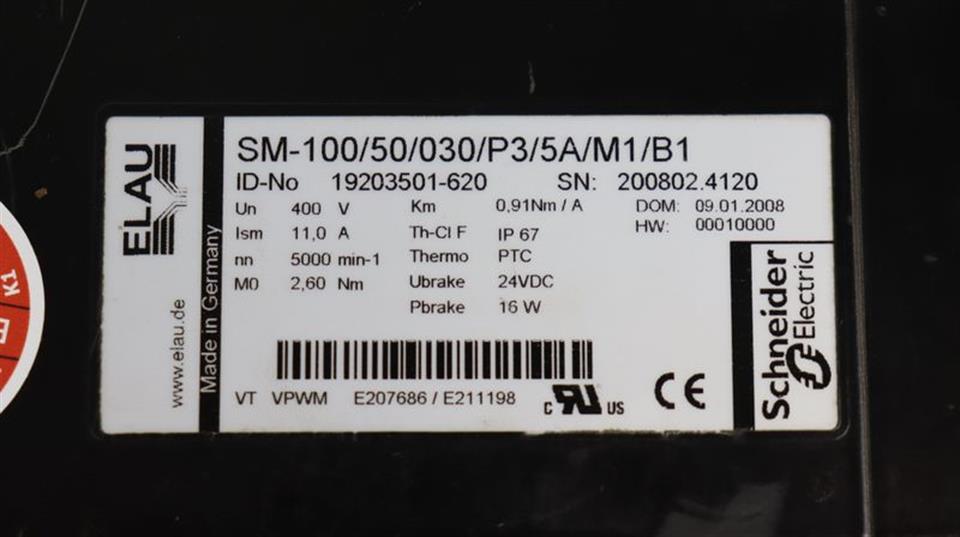 ELAU
www.elau.de
Made in Germany
SM-100/50/030/P3/5A/M1/B1
ID-No 19203501-620 SN: 200802.4120
Un 400 V Km 0,91Nm / A DOM: 09.01.2008
Ism 11,0 A Th-Cl F IP 67 HW: 00010000
nn 5000 min-1 Thermo PTC
M0 2,60 Nm Ubrake 24VDC
Pbrake 16 W
VT VPWM E207686 / E211198 C US CE
Schneider
Electric
K1